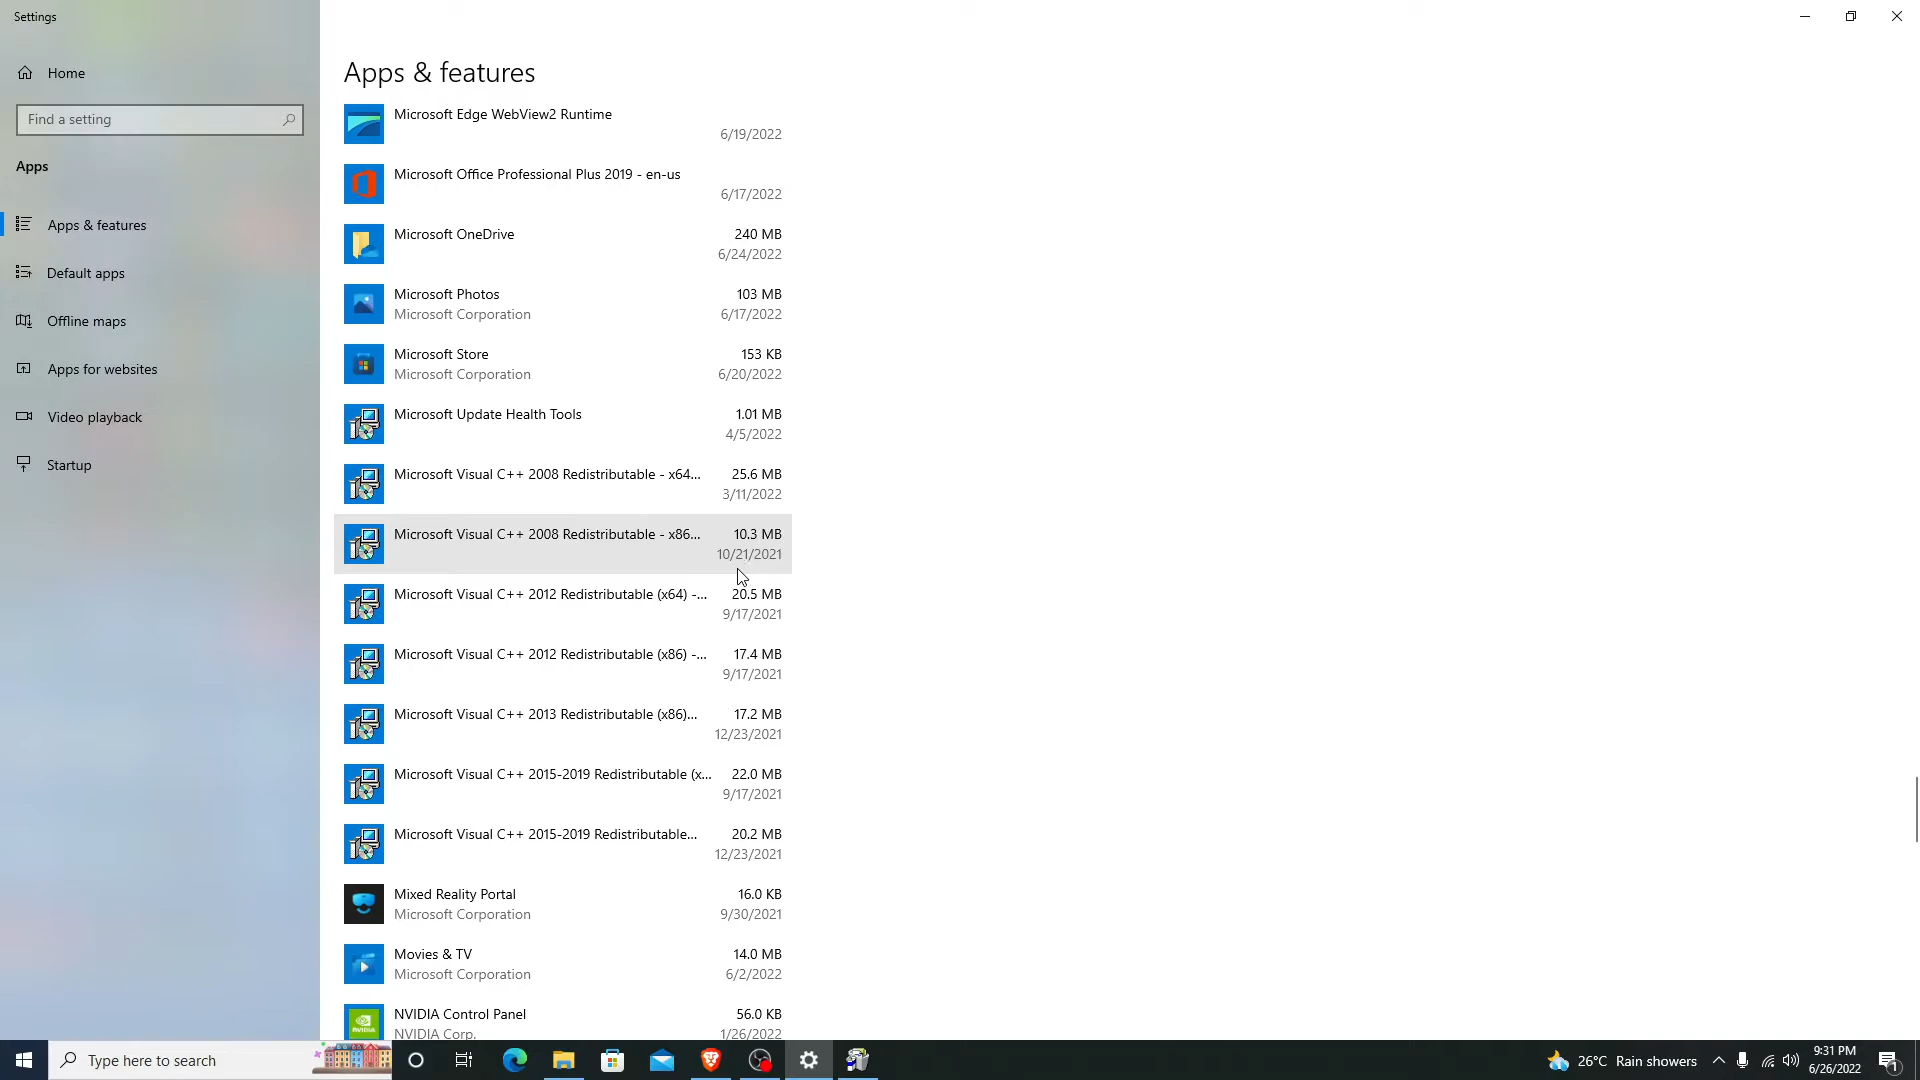 Settings
Home
Find a setting
Apps
Apps & features
Default apps
Offline maps
Apps for websites
Video playback
Startup
Apps & features
Microsoft Edge WebView2 Runtime
6/19/2022
Microsoft Office Professional Plus 2019 - en-us
6/17/2022
Microsoft OneDrive 240 MB
6/24/2022
Microsoft Photos 103 MB
Microsoft Corporation 6/17/2022
Microsoft Store 153 KB
Microsoft Corporation 6/20/2022
Microsoft Update Health Tools 1.01 MB
4/5/2022
Microsoft Visual C++ 2008 Redistributable - x64... 25.6 MB
3/11/2022
Microsoft Visual C++ 2008 Redistributable - x86... 10.3 MB
10/21/2021
Microsoft Visual C++ 2012 Redistributable (x64) -... 20.5 MB
9/17/2021
Microsoft Visual C++ 2012 Redistributable (x86) -... 17.4 MB
9/17/2021
Microsoft Visual C++ 2013 Redistributable (x86)... 17.2 MB
12/23/2021
Microsoft Visual C++ 2015-2019 Redistributable (x... 22.0 MB
9/17/2021
Microsoft Visual C++ 2015-2019 Redistributable... 20.2 MB
12/23/2021
Mixed Reality Portal 16.0 KB
Microsoft Corporation 9/30/2021
Movies & TV 14.0 MB
Microsoft Corporation 6/2/2022
NVIDIA Control Panel 56.0 KB
NVIDIA Corp. 1/26/2022
Type here to search
26°C Rain showers
9:31 PM
6/26/2022
1